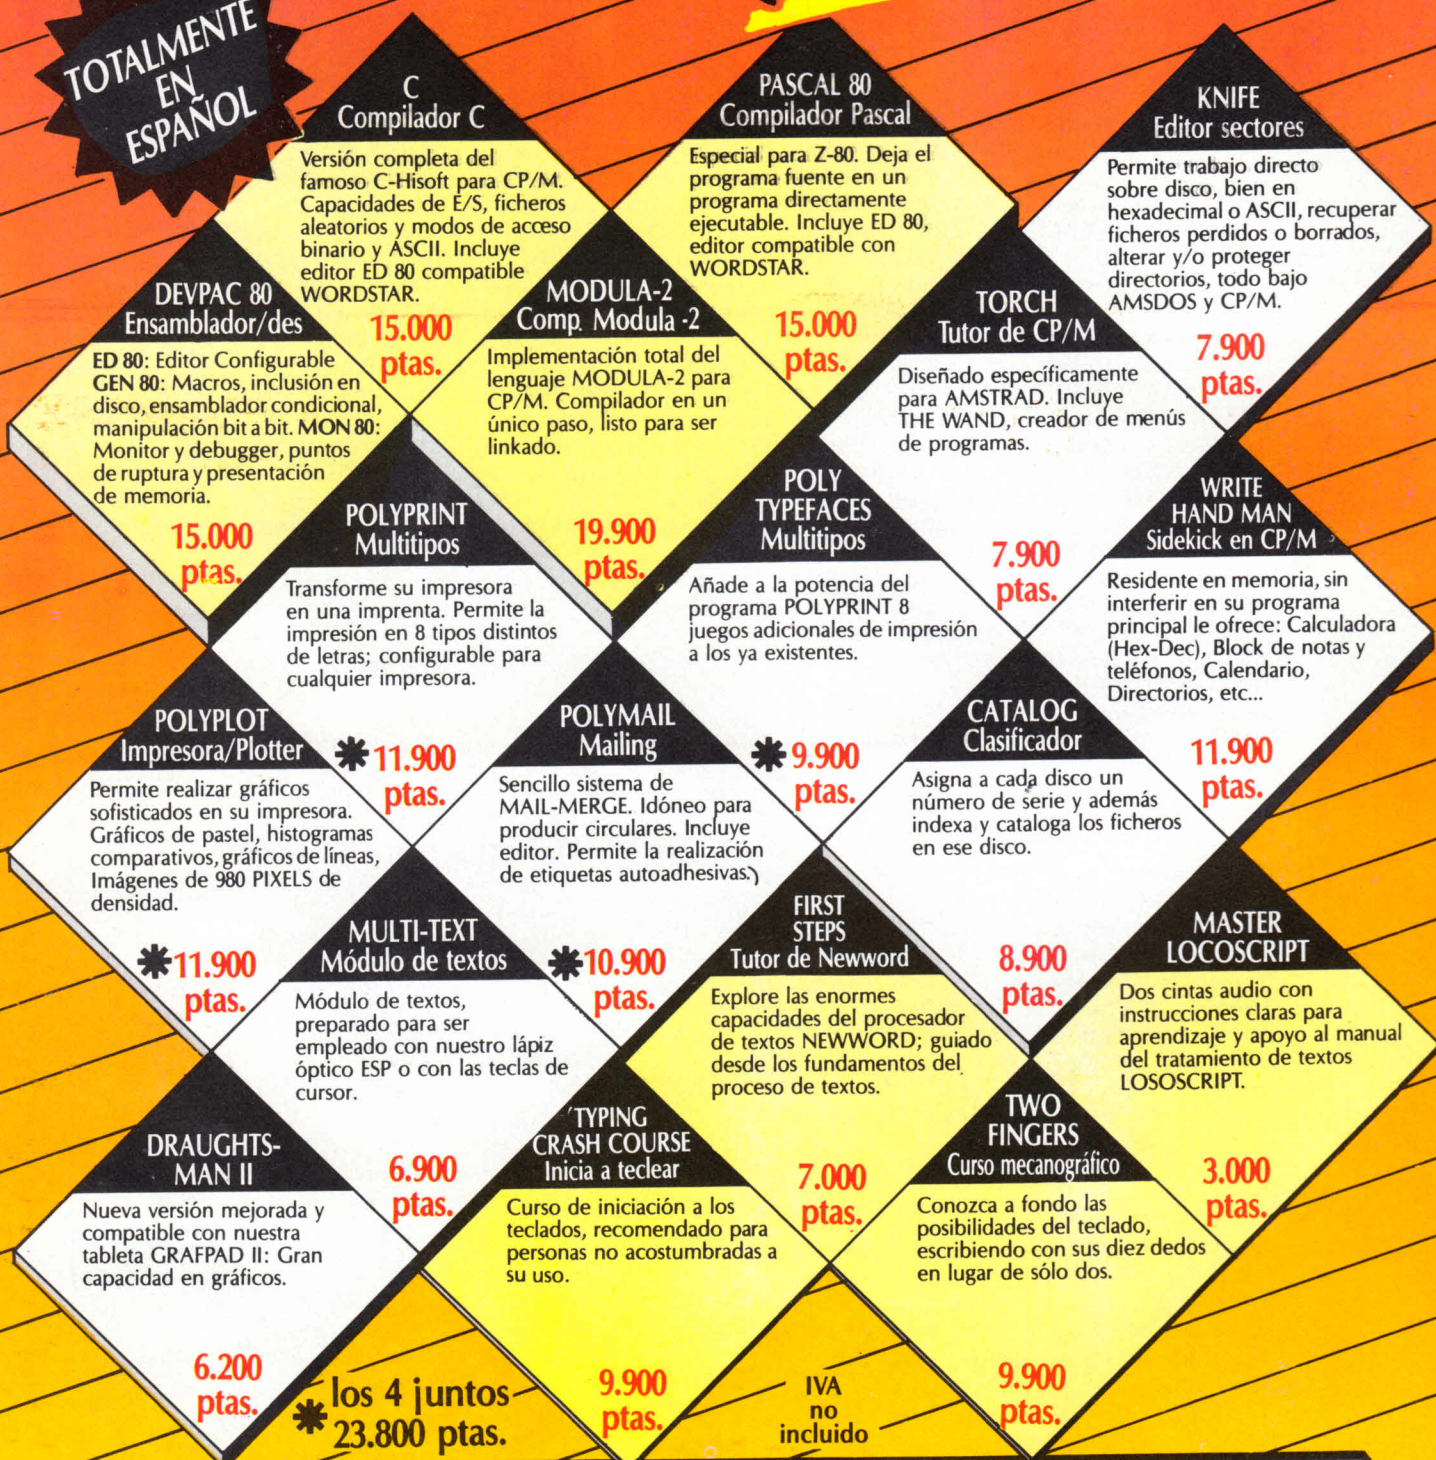 TOTALMENTE
EN
ESPAÑOL
C
Compilador C
Versión completa del
famoso C-Hisoft para CP/M.
Capacidades de E/S, ficheros
aleatorios y modos de acceso
binario y ASCII. Incluye
editor ED 80 compatible
WORDSTAR.
15.000
ptas.
PASCAL 80
Compilador Pascal
Especial para Z-80. Deja el
programa fuente en un
programa directamente
ejecutable. Incluye ED 80,
editor compatible con
WORDSTAR.
15.000
ptas.
KNIFE
Editor sectores
Permite trabajo directo
sobre disco, bien en
hexadecimal o ASCII, recuperar
ficheros perdidos o borrados,
alterar y/o proteger
directorios, todo bajo
AMSDOS y CP/M.
7.900
ptas.
DEVPAC 80
Ensamblador/des
ED 80: Editor Configurable
GEN 80: Macros, inclusión en
disco, ensamblador condicional,
manipulación bit a bit. MON 80:
Monitor y debugger, puntos
de ruptura y presentación
de memoria.
15.000
ptas.
MODULA-2
Comp. Modula -2
Implementación total del
lenguaje MODULA-2 para
CP/M. Compilador en un
único paso, listo para ser
linkado.
19.900
ptas.
TORCH
Tutor de CP/M
Diseñado específicamente
para AMSTRAD. Incluye
THE WAND, creador de menús
de programas.
7.900
ptas.
POLYPRINT
Multitipos
Transforme su impresora
en una imprenta. Permite la
impresión en 8 tipos distintos
de letras; configurable para
cualquier impresora.
✱ 11.900
ptas.
POLY
TYPEFACES
Multitipos
Añade a la potencia del
programa POLYPRINT 8
juegos adicionales de impresión
a los ya existentes.
✱ 9.900
ptas.
WRITE
HAND MAN
Sidekick en CP/M
Residente en memoria, sin
interferir en su programa
principal le ofrece: Calculadora
(Hex-Dec), Block de notas y
teléfonos, Calendario,
Directorios, etc...
11.900
ptas.
POLYPLOT
Impresora/Plotter
Permite realizar gráficos
sofisticados en su impresora.
Gráficos de pastel, histogramas
comparativos, gráficos de líneas,
Imágenes de 980 PIXELS de
densidad.
✱ 11.900
ptas.
POLYMAIL
Mailing
Sencillo sistema de
MAIL-MERGE. Idóneo para
producir circulares. Incluye
editor. Permite la realización
de etiquetas autoadhesivas.
✱ 10.900
ptas.
CATALOG
Clasificador
Asigna a cada disco un
número de serie y además
indexa y cataloga los ficheros
en ese disco.
8.900
ptas.
MULTI-TEXT
Módulo de textos
Módulo de textos,
preparado para ser
empleado con nuestro lápiz
óptico ESP o con las teclas de
cursor.
6.900
ptas.
FIRST
STEPS
Tutor de Newword
Explore las enormes
capacidades del procesador
de textos NEWWORD; guiado
desde los fundamentos del
proceso de textos.
7.000
ptas.
MASTER
LOCOSCRIPT
Dos cintas audio con
instrucciones claras para
aprendizaje y apoyo al manual
del tratamiento de textos
LOSOSCRIPT.
3.000
ptas.
DRAUGHTS-
MAN II
Nueva versión mejorada y
compatible con nuestra
tableta GRAFPAD II: Gran
capacidad en gráficos.
6.200
ptas.
TYPING
CRASH COURSE
Inicia a teclear
Curso de iniciación a los
teclados, recomendado para
personas no acostumbradas a
su uso.
9.900
ptas.
TWO
FINGERS
Curso mecanográfico
Conozca a fondo las
posibilidades del teclado,
escribiendo con sus diez dedos
en lugar de sólo dos.
9.900
ptas.
✱ los 4 juntos
23.800 ptas.
IVA
no
incluido